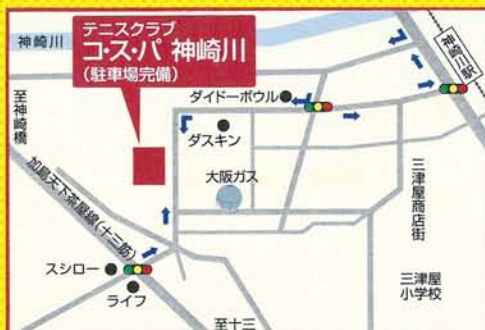 神崎川
テニスクラブ
コ・ス・パ 神崎川
(駐車場完備)
神崎川駅
至神崎橋
ダイドーボウル
ダスキン
大阪ガス
加島天下茶屋線(十三筋)
三津屋商店街
スシロー
ライフ
至十三
三津屋
小学校